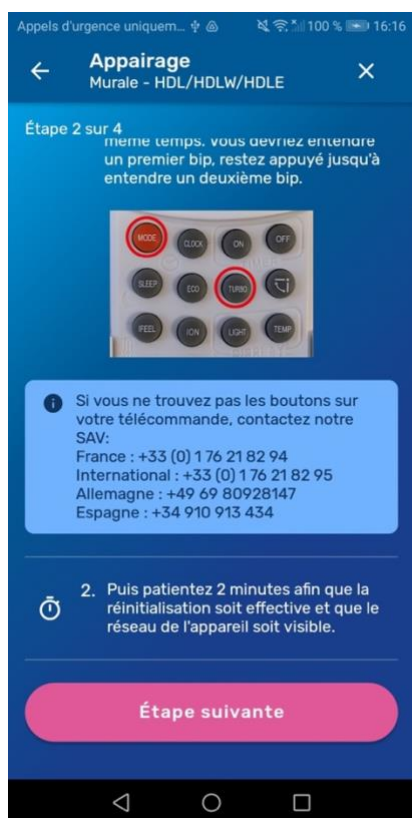 Appels d'urgence uniquem... 100 % 16:16
Appairage
Murale - HDL/HDLW/HDLE
Étape 2 sur 4
même temps. Vous devriez entendre
un premier bip, restez appuyé jusqu'à
entendre un deuxième bip.
MODE CLOCK ON OFF
SLEEP ECO TURBO
IFEEL ION LIGHT TEMP
Si vous ne trouvez pas les boutons sur
votre télécommande, contactez notre
SAV:
France : +33 (0) 1 76 21 82 94
International : +33 (0) 1 76 21 82 95
Allemagne : +49 69 80928147
Espagne : +34 910 913 434
2. Puis patientez 2 minutes afin que la
réinitialisation soit effective et que le
réseau de l'appareil soit visible.
Étape suivante